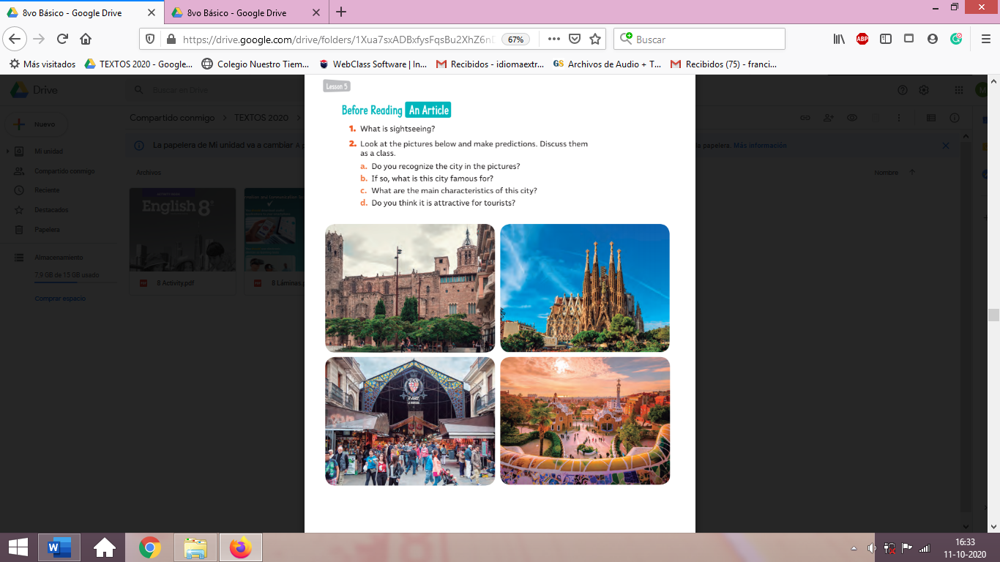 8vo Básico - Google Drive
8vo Básico - Google Drive
https://drive.google.com/drive/folders/1Xua7sxADBxfysFqsBu2XhZ6n
67%
Buscar
ABP
Más visitados
TEXTOS 2020 - Google...
Colegio Nuestro Tiem...
WebClass Software | In...
Recibidos - idiomaextr...
GS
Archivos de Audio + T...
Recibidos (75) - franci...
Drive
Buscar en Drive
Nuevo
Compartido conmigo > TEXTOS 2020 >
La papelera de Mi unidad va a cambiar
papelera. Más información
Mi unidad
Compartido conmigo
Reciente
Destacados
Papelera
Almacenamiento
7,9 GB de 15 GB usado
Comprar espacio
Archivos
Nombre
English 8°
8 Activity.pdf
8 Láminas.
Lesson 5
Before Reading An Article
1. What is sightseeing?
2. Look at the pictures below and make predictions. Discuss them
as a class.
a. Do you recognize the city in the pictures?
b. If so, what is this city famous for?
c. What are the main characteristics of this city?
d. Do you think it is attractive for tourists?
16:33
11-10-2020